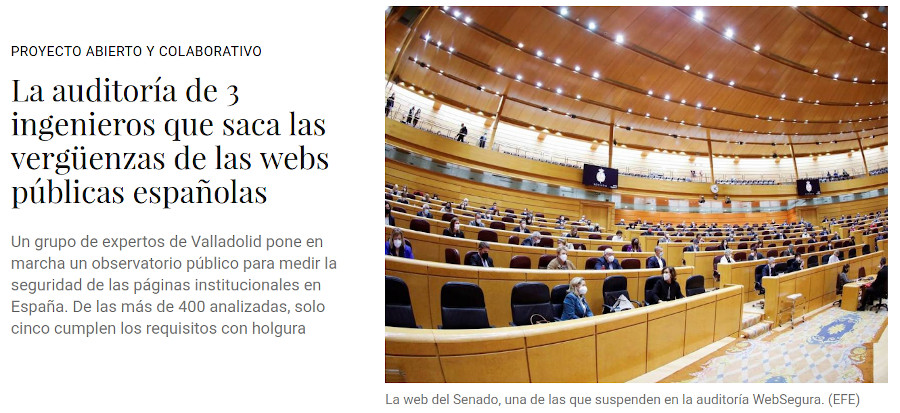 PROYECTO ABIERTO Y COLABORATIVO
La auditoría de 3
ingenieros que saca las
vergüenzas de las webs
públicas españolas
Un grupo de expertos de Valladolid pone en
marcha un observatorio público para medir la
seguridad de las páginas institucionales en
España. De las más de 400 analizadas, solo
cinco cumplen los requisitos con holgura
La web del Senado, una de las que suspenden en la auditoría WebSegura. (EFE)